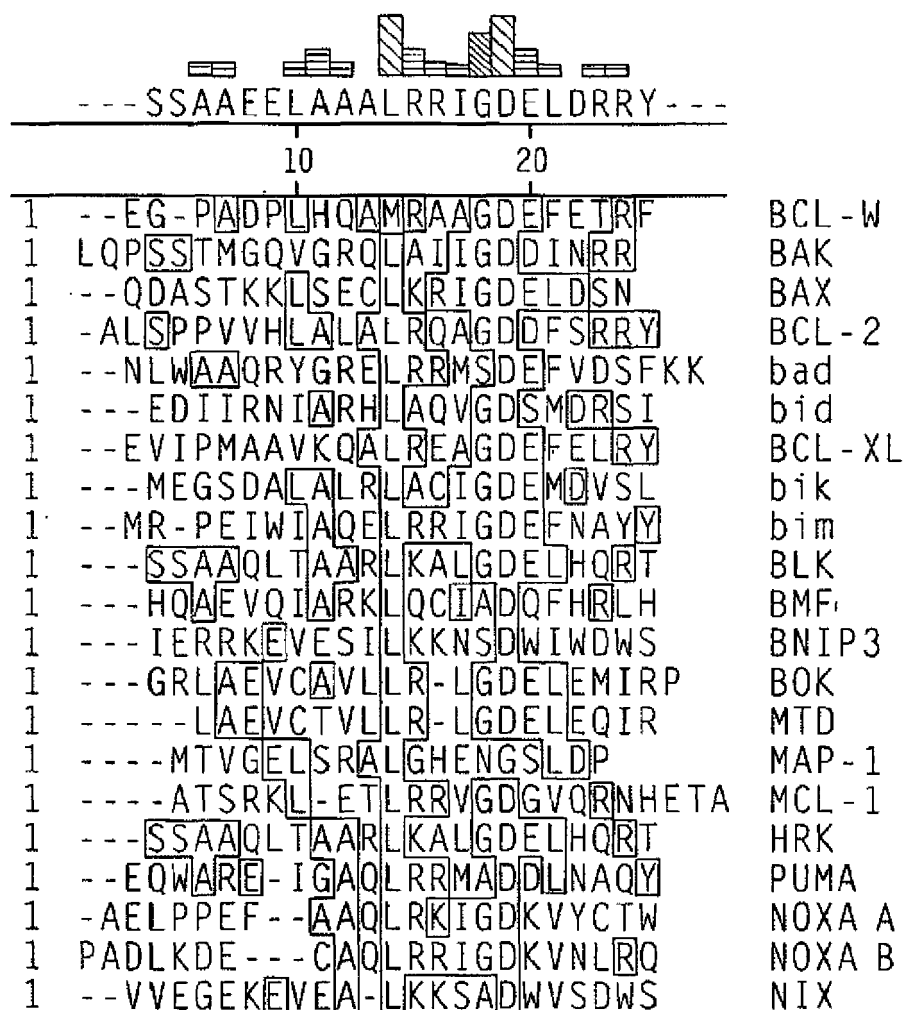 ---SSAAEELAAALRRIGDELDRRY---
10 20
1 --EG-PADPLHQAMRAAGDEFETRF BCL-W
1 LQPSSTMGQVGRQLAIIGDDINRR BAK
1 --QDASTKKLSECLKRIGDELDSN BAX
1 -ALSPPVVHLALALRQAGDDFSRRY BCL-2
1 --NLWAAQRYGRELRRMSDEFVDSFKK bad
1 ---EDIIRNIARHLAQVGDSMDRSI bid
1 --EVIPMAAVKQALREAGDEFELRY BCL-XL
1 ---MEGSDALALRLACIGDEMDVSL bik
1 --MR-PEIWIAQELRRIGDEFNAYY bim
1 ---SSAAQLTAARLKALGDELHQRT BLK
1 ---HQAEVQIARKLQCIADQFHRLH BMF
1 ---IERRKEVESILKKNSDWIWDWS BNIP3
1 ---GRLAEVCAVLLR-LGDELEMIRP BOK
1 -----LAEVCTVLLR-LGDELEQIR MTD
1 ----MTVGELSRALGHENGSLDP MAP-1
1 ----ATSRKL-ETLRRVGDGVQRNHETA MCL-1
1 ---SSAAQLTAARLKALGDELHQRT HRK
1 --EQWARE-IGAQLRRMADDLNAQY PUMA
1 -AELPPEF--AAQLRKIGDKVYCTW NOXA A
1 PADLKDE---CAQLRRIGDKVNLRQ NOXA B
1 --VVEGEKEVEA-LKKSADWVSDWS NIX